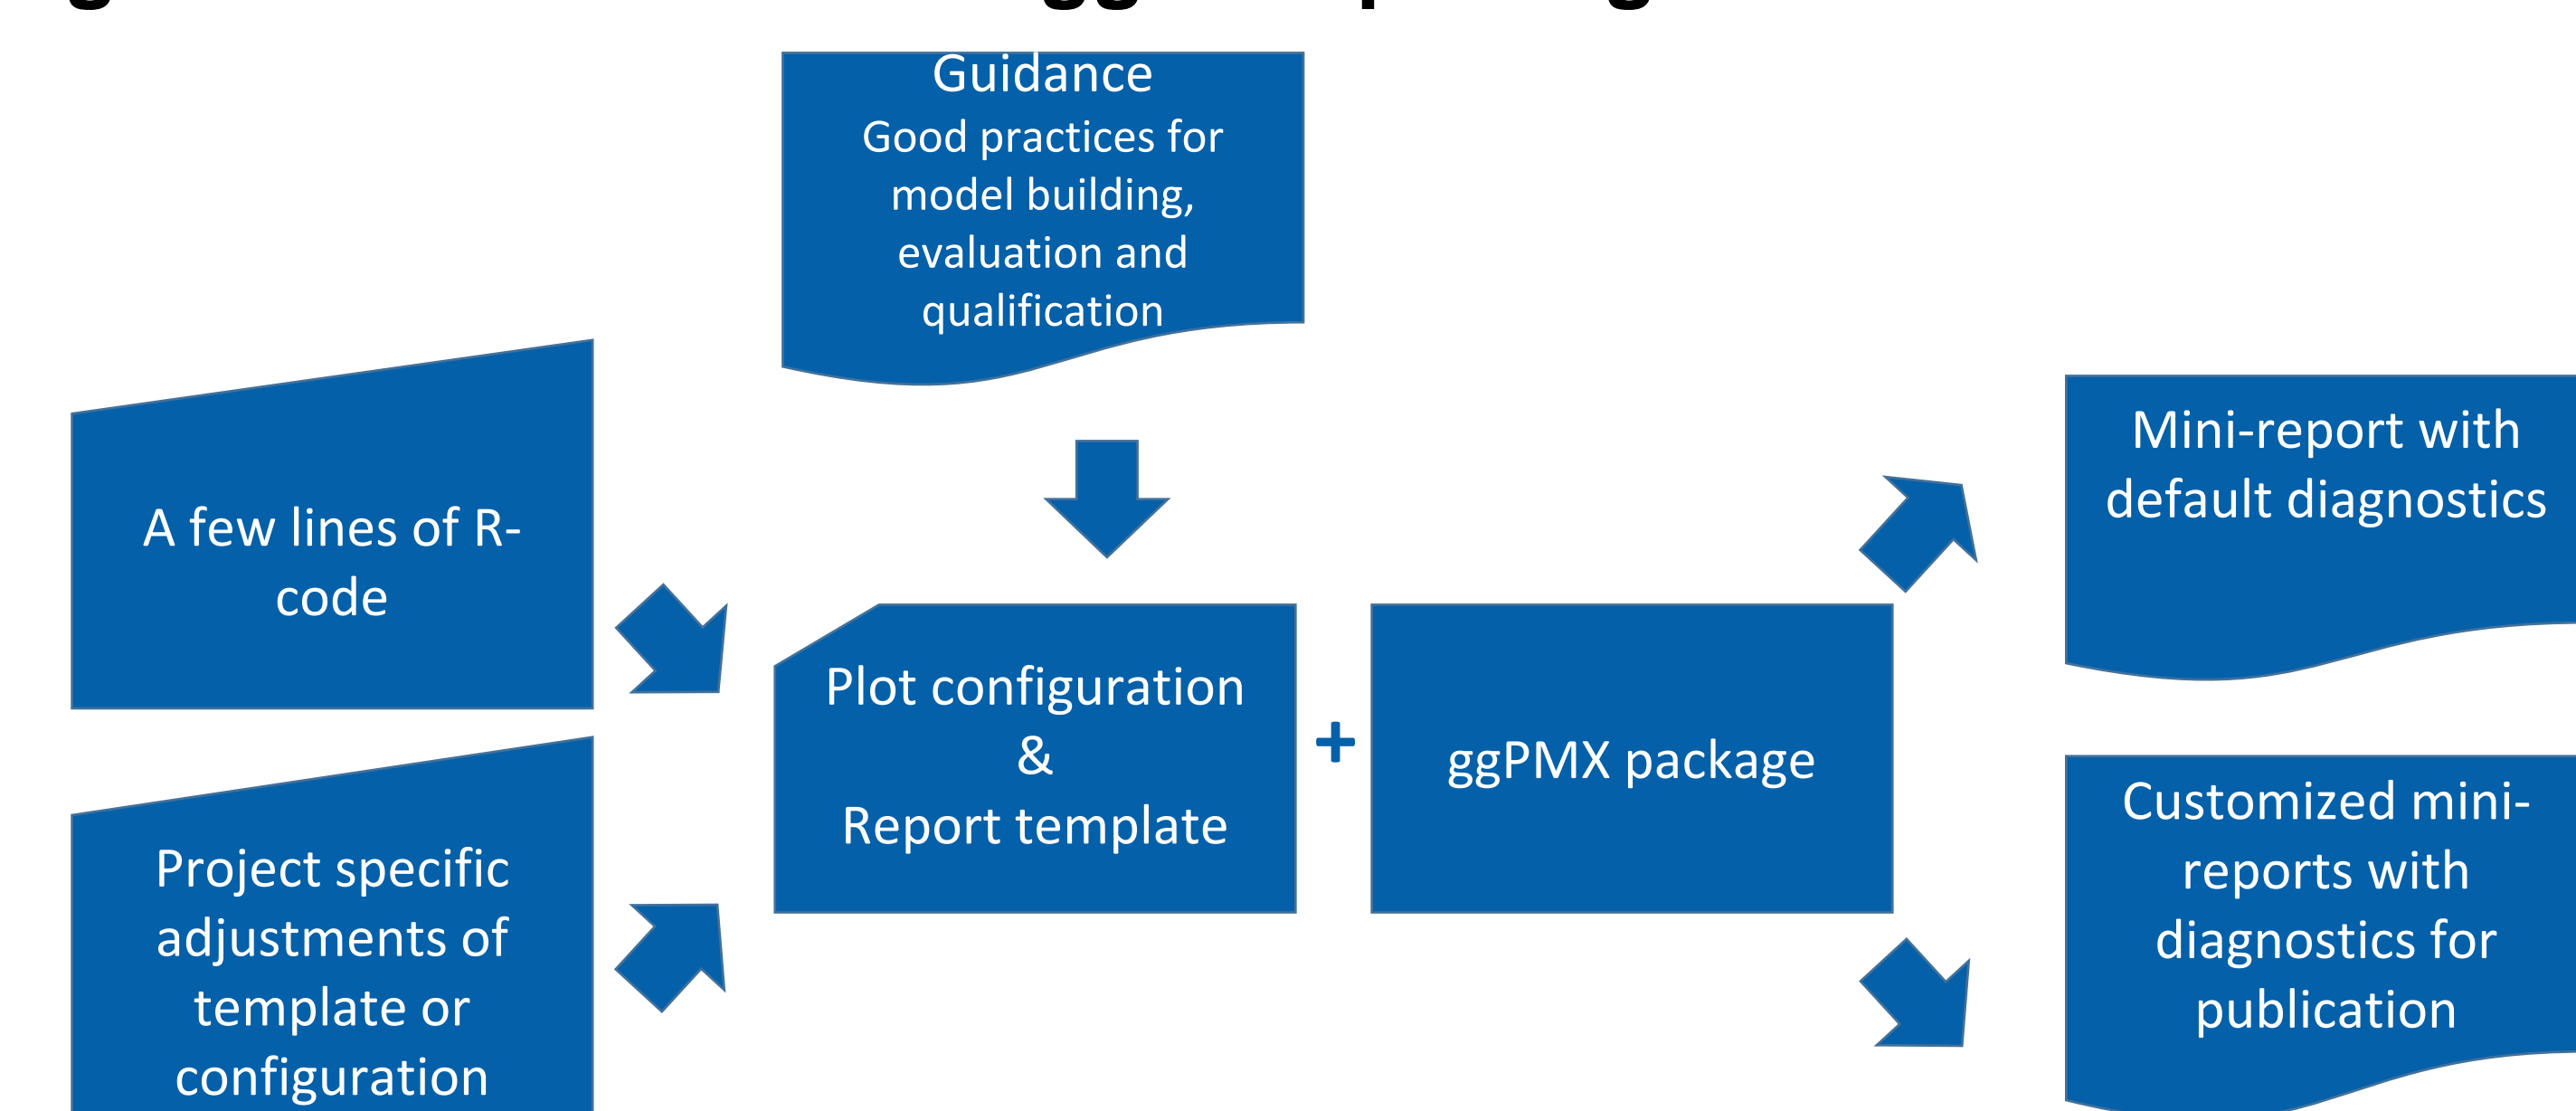 Guidance
Good practices for
model building,
evaluation and
qualification
A few lines of R-
code
Project specific
adjustments of
template or
configuration
Plot configuration
&
Report template
+
ggPMX package
Mini-report with
default diagnostics
Customized mini-
reports with
diagnostics for
publication